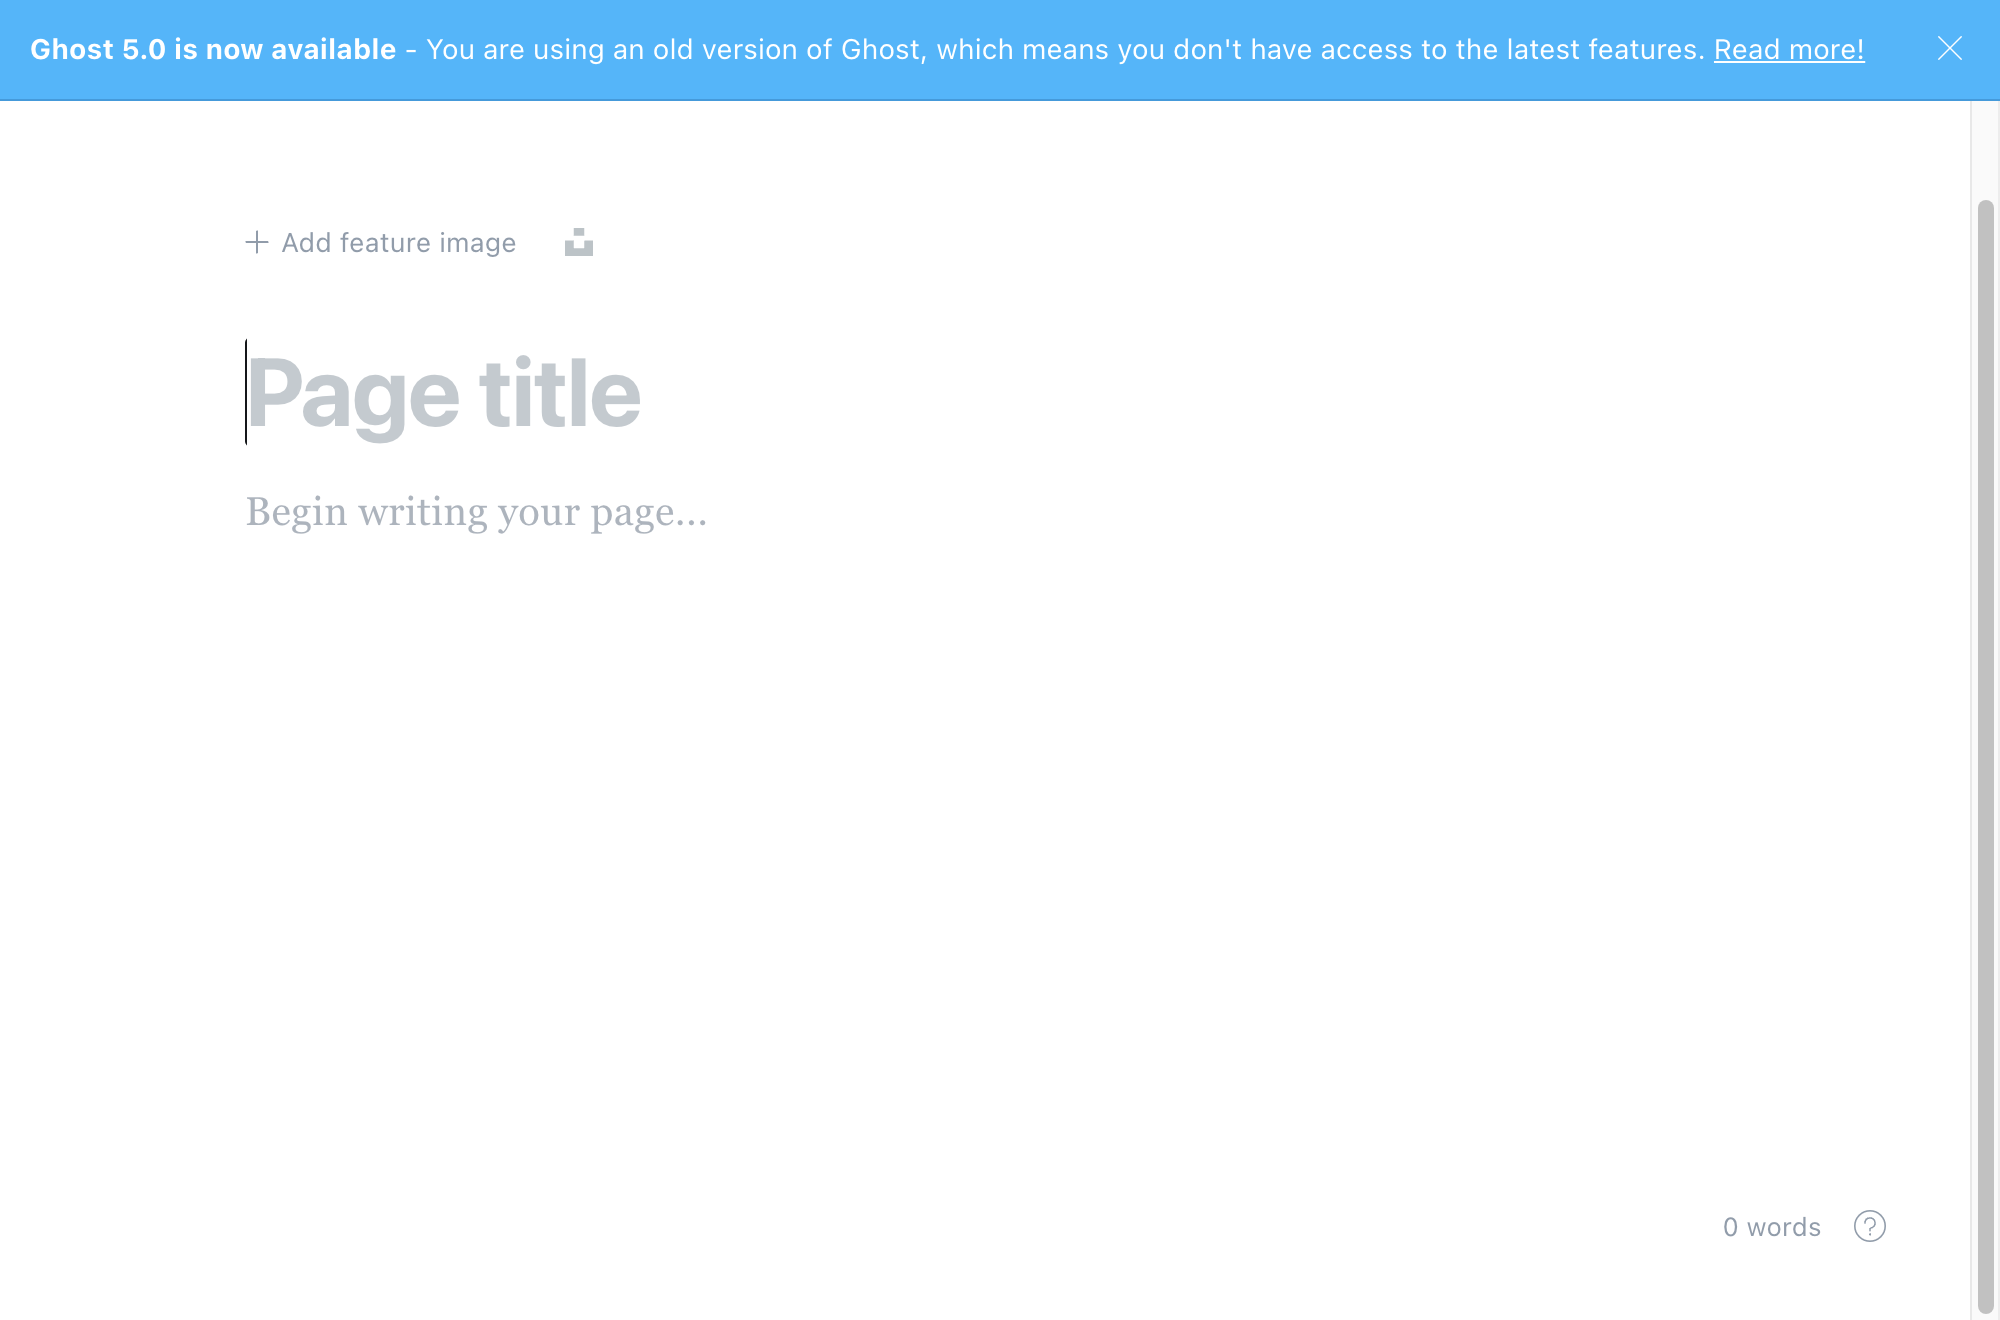 Ghost 5.0 is now available - You are using an old version of Ghost, which means you don't have access to the latest features. Read more!
Add feature image
Page title
Begin writing your page...
0 words
?